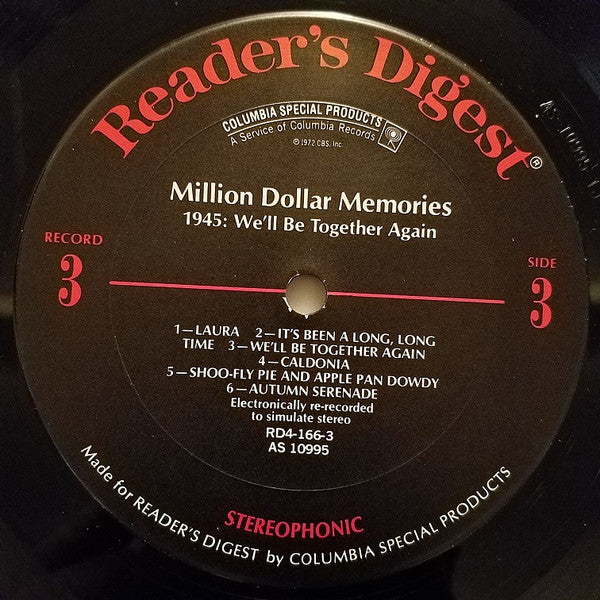 Reader's Digest®
COLUMBIA SPECIAL PRODUCTS
A Service of Columbia Records
© 1972 CBS, Inc.
Million Dollar Memories
1945: We'll Be Together Again
RECORD
3
SIDE
3
1—LAURA 2—IT'S BEEN A LONG, LONG
TIME 3—WE'LL BE TOGETHER AGAIN
4—CALDONIA
5—SHOO-FLY PIE AND APPLE PAN DOWDY
6—AUTUMN SERENADE
Electronically re-recorded
to simulate stereo
RD4-166-3
AS 10995
STEREOPHONIC
Made for READER'S DIGEST by COLUMBIA SPECIAL PRODUCTS